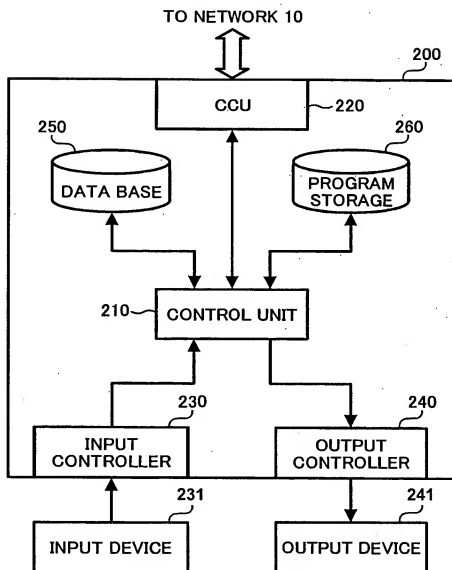 TO NETWORK 10
200
CCU
220
250
260
DATA BASE
PROGRAM
STORAGE
210
CONTROL UNIT
230
240
INPUT
CONTROLLER
OUTPUT
CONTROLLER
231
241
INPUT DEVICE
OUTPUT DEVICE